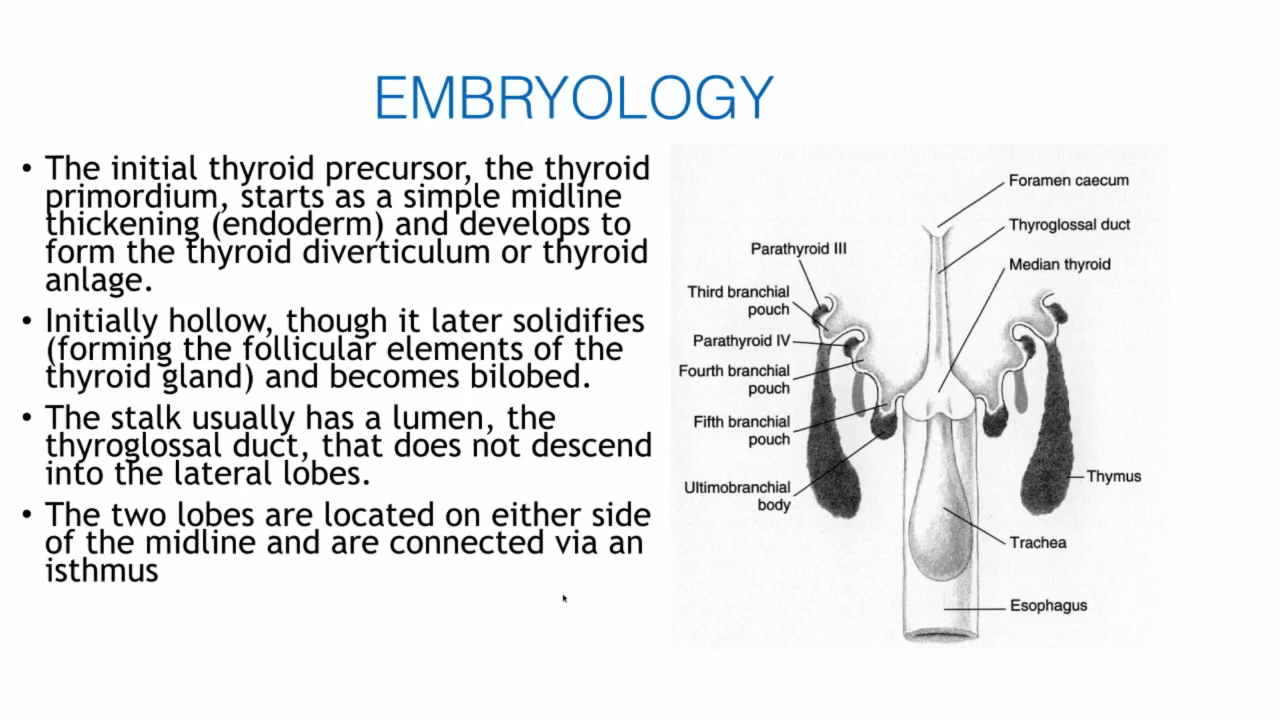 EMBRYOLOGY
• The initial thyroid precursor, the thyroid
primordium, starts as a simple midline
thickening (endoderm) and develops to
form the thyroid diverticulum or thyroid
anlage.
• Initially hollow, though it later solidifies
(forming the follicular elements of the
thyroid gland) and becomes bilobed.
• The stalk usually has a lumen, the
thyroglossal duct, that does not descend
into the lateral lobes.
• The two lobes are located on either side
of the midline and are connected via an
isthmus
Parathyroid III
Third branchial
pouch
Parathyroid IV
Fourth branchial
pouch
Fifth branchial
pouch
Ultimobranchial
body
Foramen caecum
Thyroglossal duct
Median thyroid
Thymus
Trachea
Esophagus